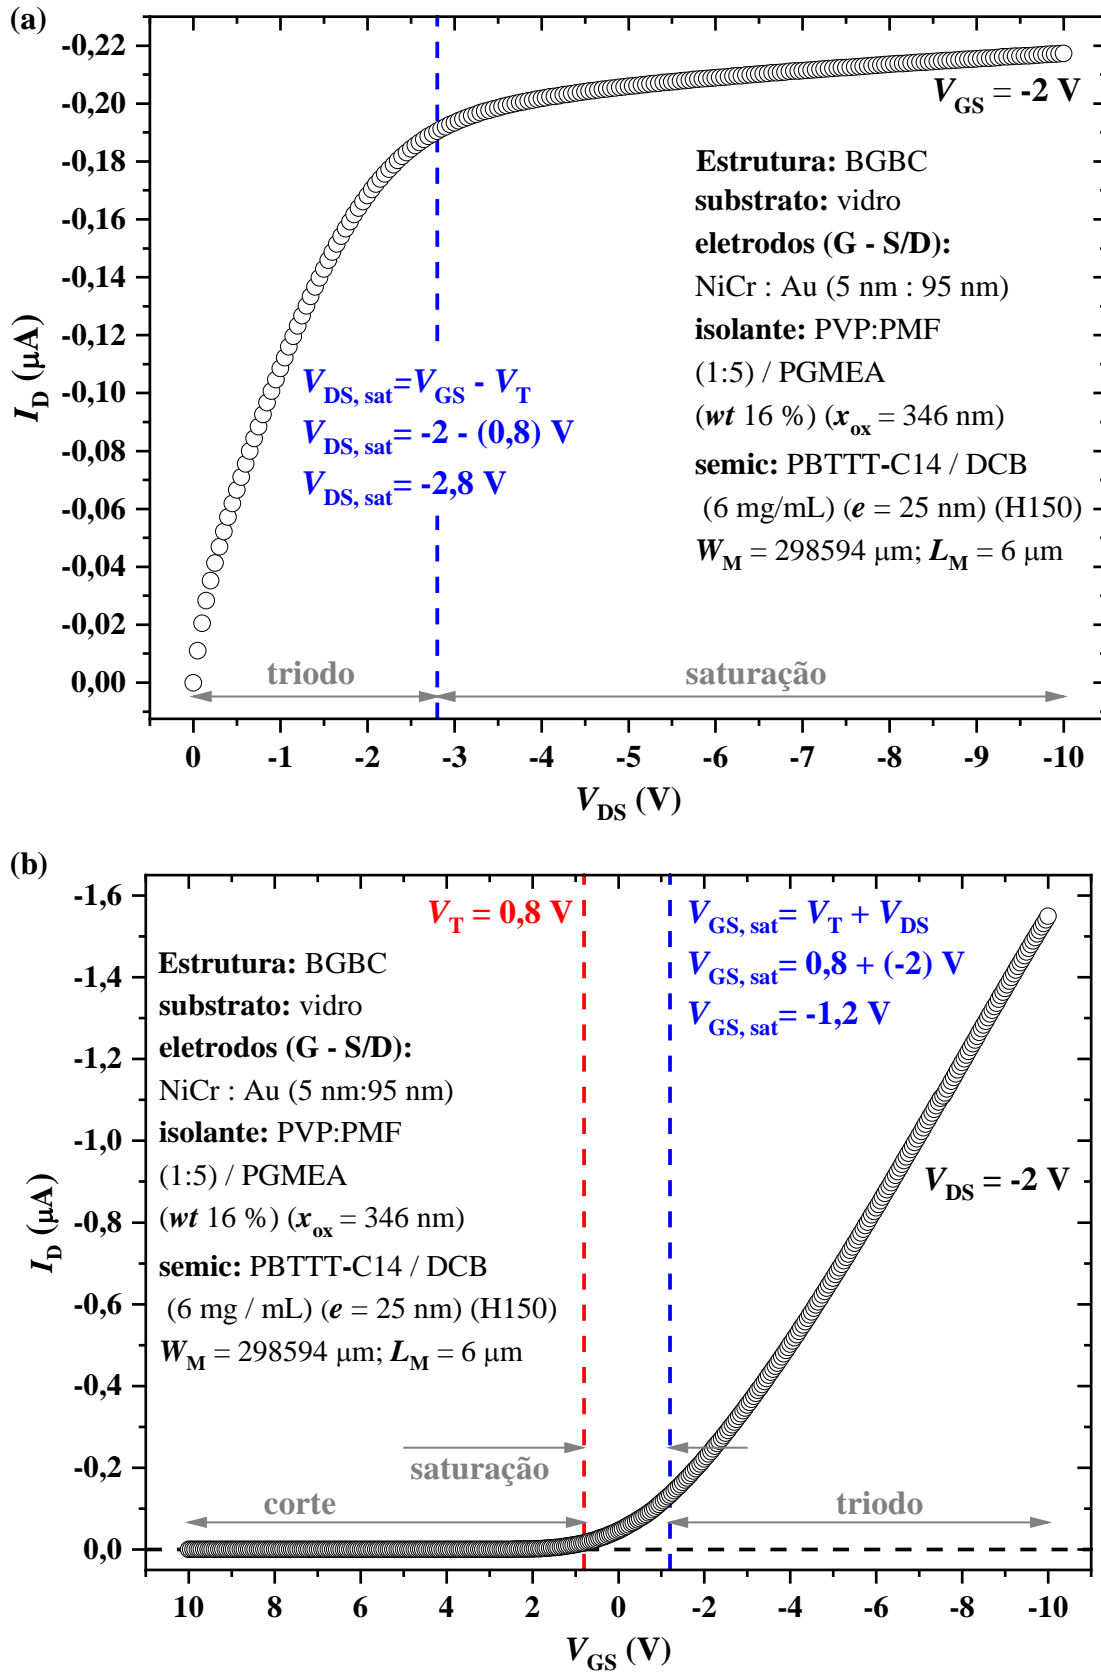 (a)
-0,22
-0,20
-0,18
-0,16
-0,14
-0,12
-0,10
-0,08
-0,06
-0,04
-0,02
0,00
I_D (μA)
V_GS = -2 V
Estrutura: BGBC
substrato: vidro
eletrodos (G - S/D):
NiCr : Au (5 nm : 95 nm)
isolante: PVP:PMF
(1:5) / PGMEA
(wt 16 %) (x_ox = 346 nm)
semic: PBTTT-C14 / DCB
(6 mg/mL) (e = 25 nm) (H150)
W_M = 298594 μm; L_M = 6 μm
V_DS, sat=V_GS - V_T
V_DS, sat= -2 - (0,8) V
V_DS, sat= -2,8 V
triodo
saturação
0 -1 -2 -3 -4 -5 -6 -7 -8 -9 -10
V_DS (V)
(b)
-1,6
-1,4
-1,2
-1,0
-0,8
-0,6
-0,4
-0,2
0,0
I_D (μA)
V_T = 0,8 V
V_GS, sat= V_T + V_DS
V_GS, sat= 0,8 + (-2) V
V_GS, sat= -1,2 V
Estrutura: BGBC
substrato: vidro
eletrodos (G - S/D):
NiCr : Au (5 nm:95 nm)
isolante: PVP:PMF
(1:5) / PGMEA
(wt 16 %) (x_ox = 346 nm)
semic: PBTTT-C14 / DCB
(6 mg / mL) (e = 25 nm) (H150)
W_M = 298594 μm; L_M = 6 μm
V_DS = -2 V
saturação
corte
triodo
10 8 6 4 2 0 -2 -4 -6 -8 -10
V_GS (V)